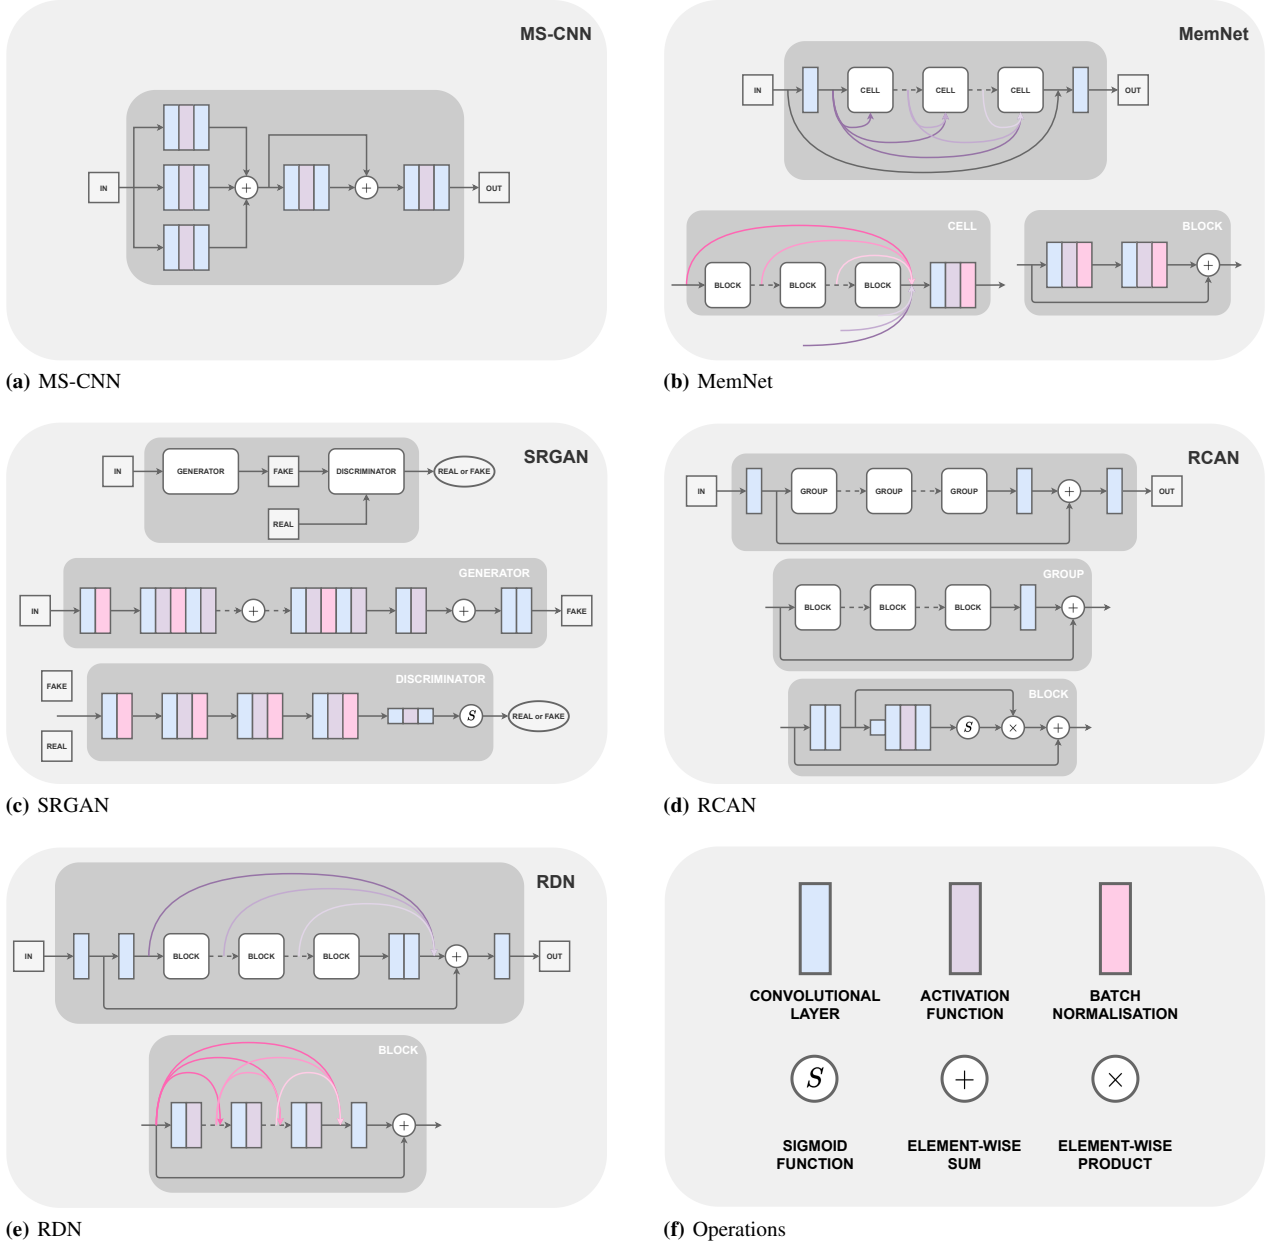 MS-CNN
IN
OUT
(a) MS-CNN
MemNet
IN
CELL
CELL
CELL
OUT
CELL
BLOCK
BLOCK
BLOCK
BLOCK
(b) MemNet
SRGAN
IN
GENERATOR
FAKE
DISCRIMINATOR
REAL or FAKE
REAL
GENERATOR
IN
FAKE
DISCRIMINATOR
FAKE
REAL
S
REAL or FAKE
(c) SRGAN
RCAN
IN
GROUP
GROUP
GROUP
OUT
GROUP
BLOCK
BLOCK
BLOCK
BLOCK
S
(d) RCAN
RDN
IN
BLOCK
BLOCK
BLOCK
OUT
BLOCK
(e) RDN
CONVOLUTIONAL
LAYER
ACTIVATION
FUNCTION
BATCH
NORMALISATION
S
+
×
SIGMOID
FUNCTION
ELEMENT-WISE
SUM
ELEMENT-WISE
PRODUCT
(f) Operations